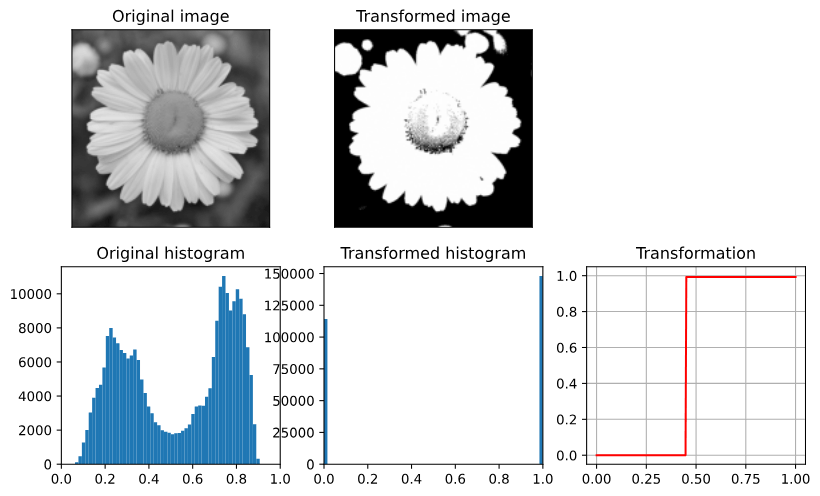 Original image
Transformed image
Original histogram
Transformed histogram
Transformation
10000
8000
6000
4000
2000
0
0.0 0.2 0.4 0.6 0.8 1.0
150000
125000
100000
75000
50000
25000
0
0.0 0.2 0.4 0.6 0.8 1.0
1.0
0.8
0.6
0.4
0.2
0.0
0.00 0.25 0.50 0.75 1.00